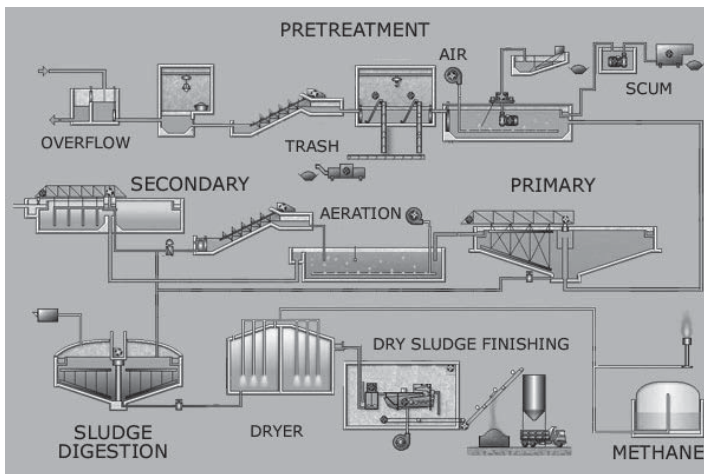 PRETREATMENT
AIR
SCUM
OVERFLOW
TRASH
SECONDARY
PRIMARY
AERATION
DRY SLUDGE FINISHING
SLUDGE
DIGESTION
DRYER
METHANE